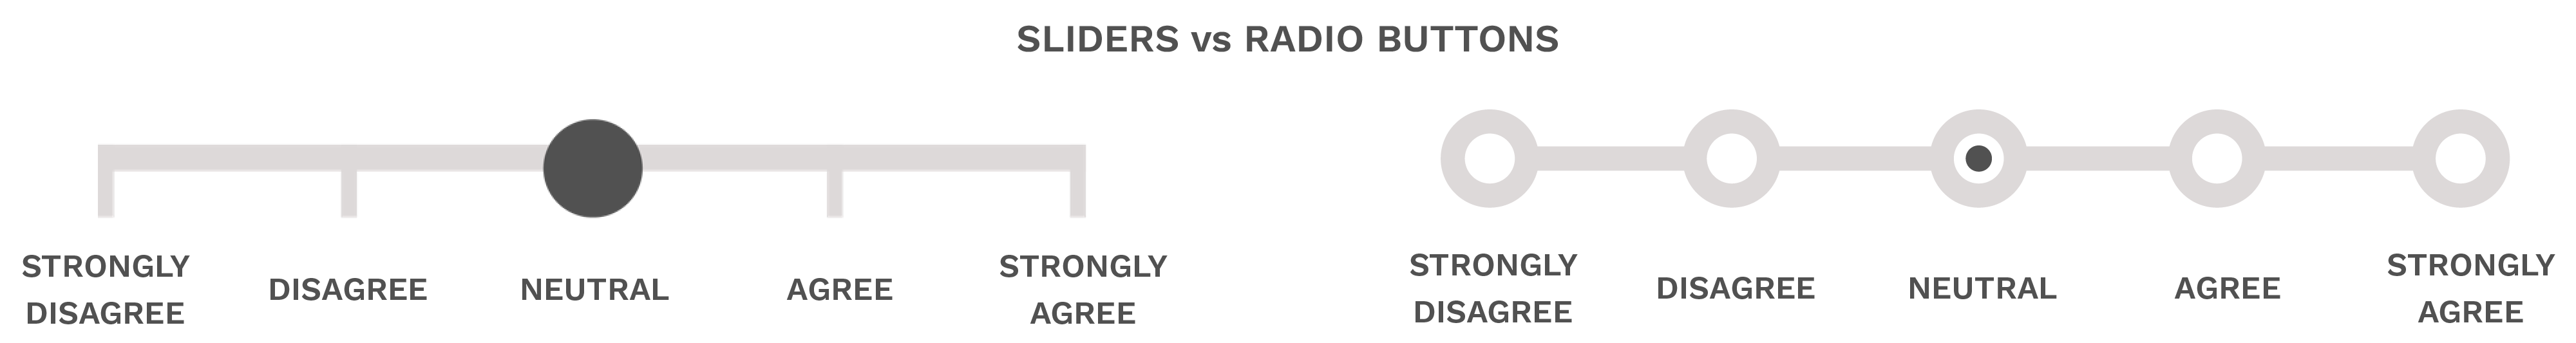 SLIDERS vs RADIO BUTTONS
STRONGLY
DISAGREE
DISAGREE
NEUTRAL
AGREE
STRONGLY
AGREE
STRONGLY
DISAGREE
DISAGREE
NEUTRAL
AGREE
STRONGLY
AGREE